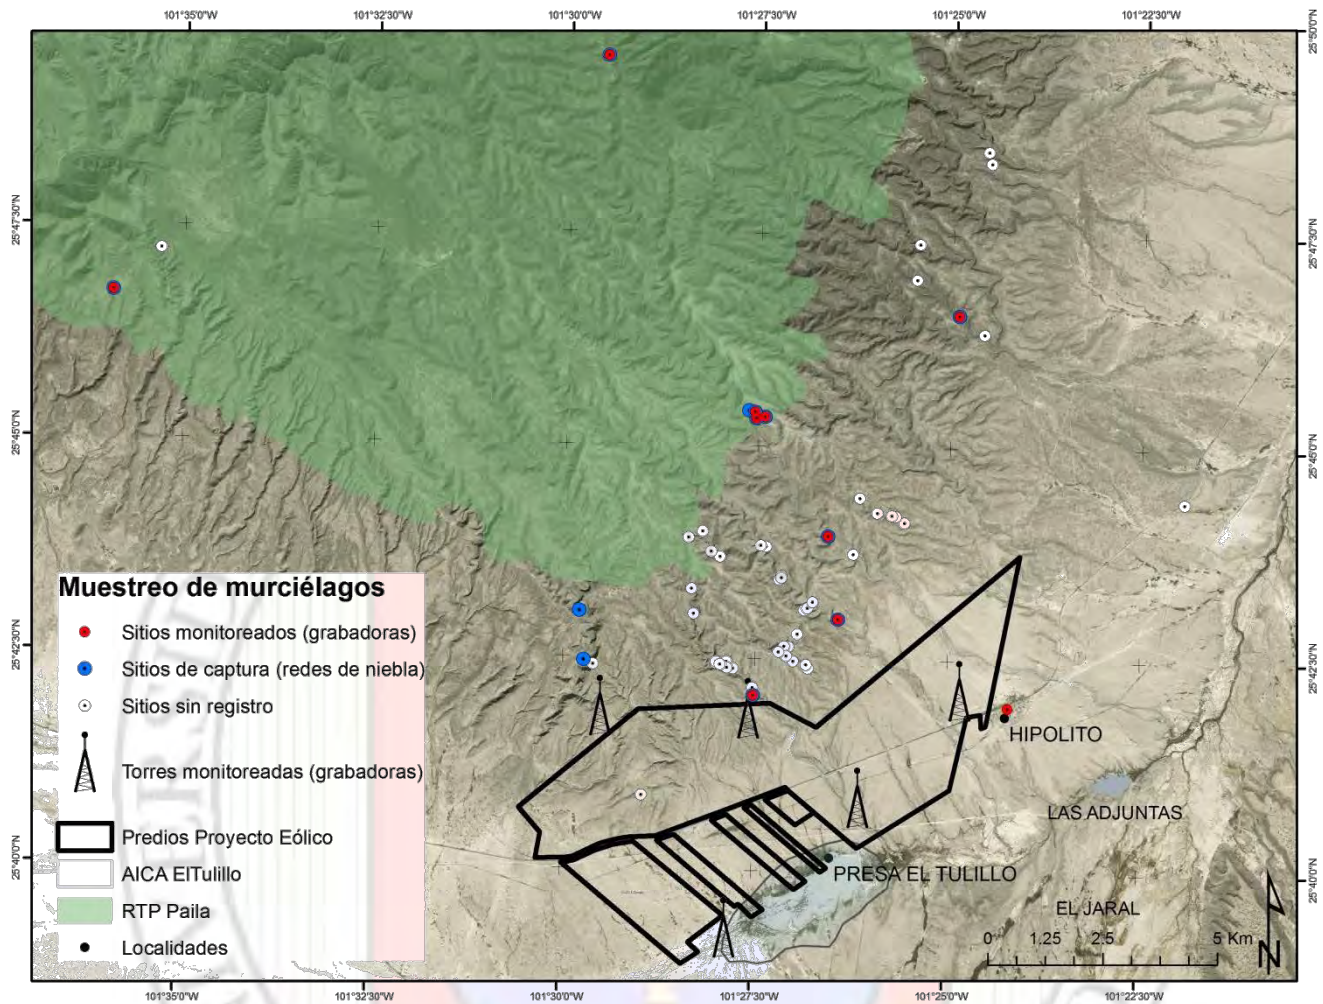 101°35'0"W 101°32'30"W 101°30'0"W 101°27'30"W 101°25'0"W 101°22'30"W
25°50'0"N
25°47'30"N 25°47'30"N
25°45'0"N 25°45'0"N
25°42'30"N 25°42'30"N
25°40'0"N 25°40'0"N
Muestreo de murciélagos
Sitios monitoreados (grabadoras)
Sitios de captura (redes de niebla)
Sitios sin registro
Torres monitoreadas (grabadoras)
Predios Proyecto Eólico
AICA ElTulillo
RTP Paila
Localidades
HIPOLITO
LAS ADJUNTAS
PRESA EL TULILLO
EL JARAL
0 1.25 2.5 5 Km
N
101°35'0"W 101°32'30"W 101°30'0"W 101°27'30"W 101°25'0"W 101°22'30"W